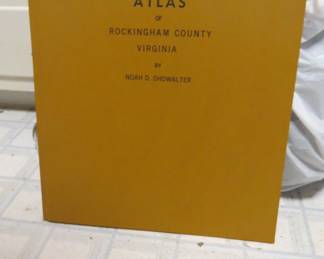 ATLAS
OF
ROCKINGHAM COUNTY
VIRGINIA
BY
NOAH D. SHOWALTER